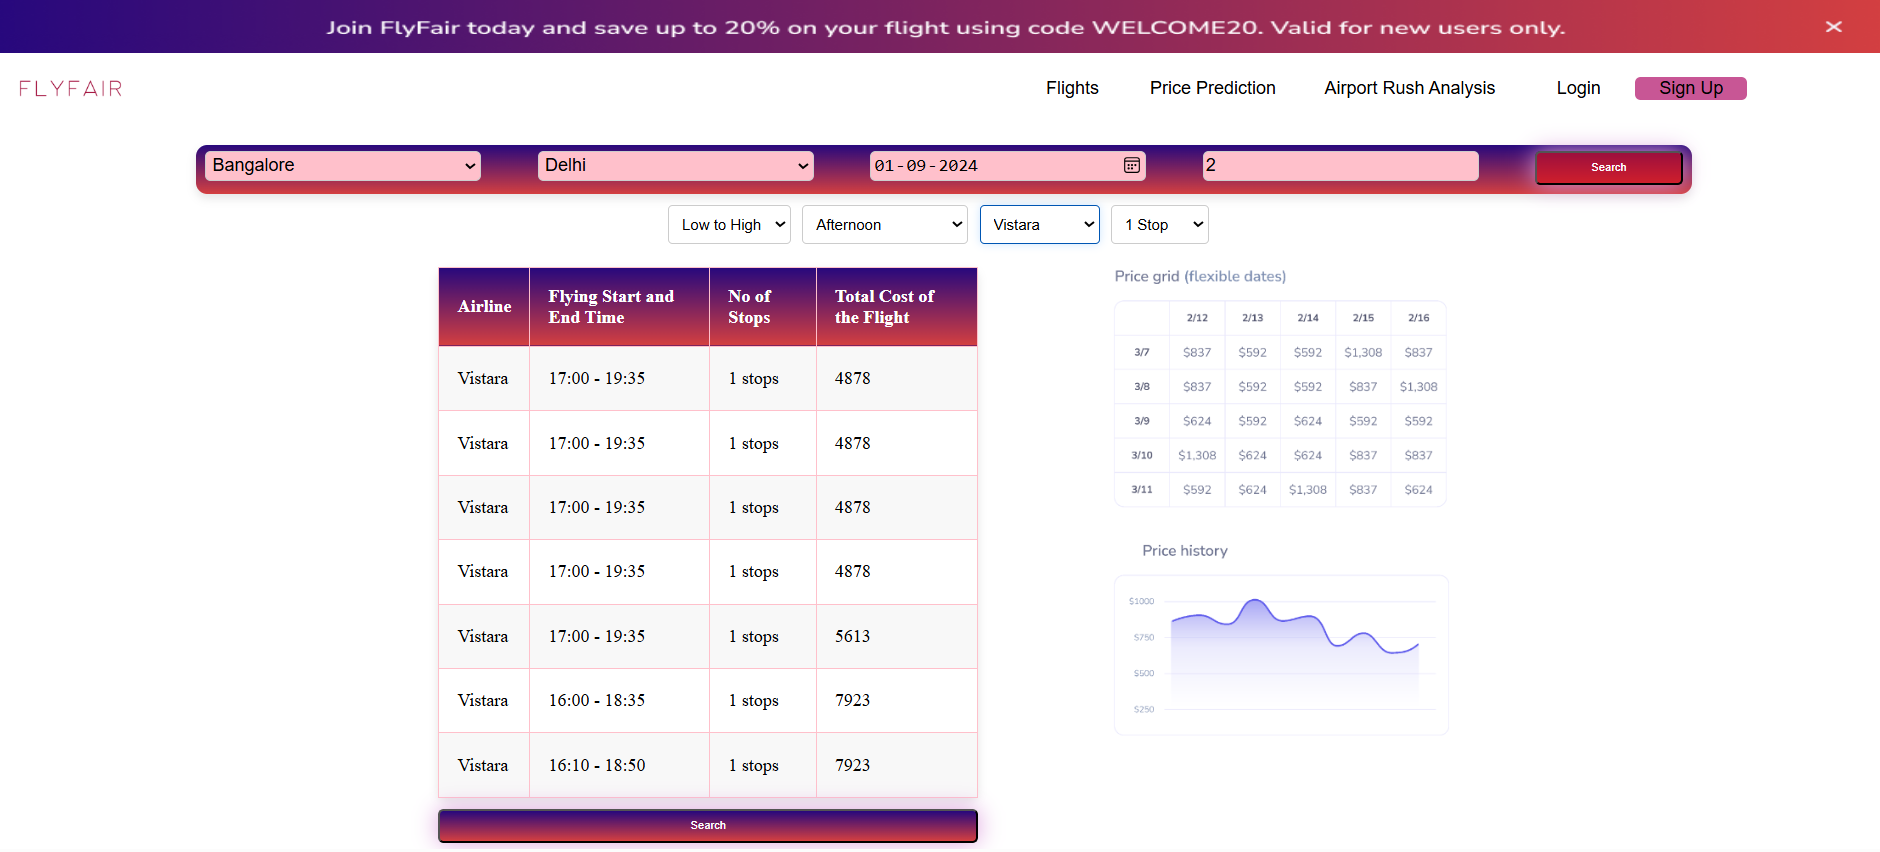 Join FlyFair today and save up to 20% on your flight using code WELCOME20. Valid for new users only. ×
FLYFAIR Flights Price Prediction Airport Rush Analysis Login Sign Up
Bangalore Delhi 01-09-2024 2 Search
Low to High Afternoon Vistara 1 Stop
Airline Flying Start and End Time No of Stops Total Cost of the Flight
Vistara 17:00 - 19:35 1 stops 4878
Vistara 17:00 - 19:35 1 stops 4878
Vistara 17:00 - 19:35 1 stops 4878
Vistara 17:00 - 19:35 1 stops 4878
Vistara 17:00 - 19:35 1 stops 5613
Vistara 16:00 - 18:35 1 stops 7923
Vistara 16:10 - 18:50 1 stops 7923
Search
Price grid (flexible dates)
2/12 2/13 2/14 2/15 2/16
3/7 $837 $592 $592 $1,308 $837
3/8 $837 $592 $592 $837 $1,308
3/9 $624 $592 $624 $592 $592
3/10 $1,308 $624 $624 $837 $837
3/11 $592 $624 $1,308 $837 $624
Price history
$1000
$750
$500
$250